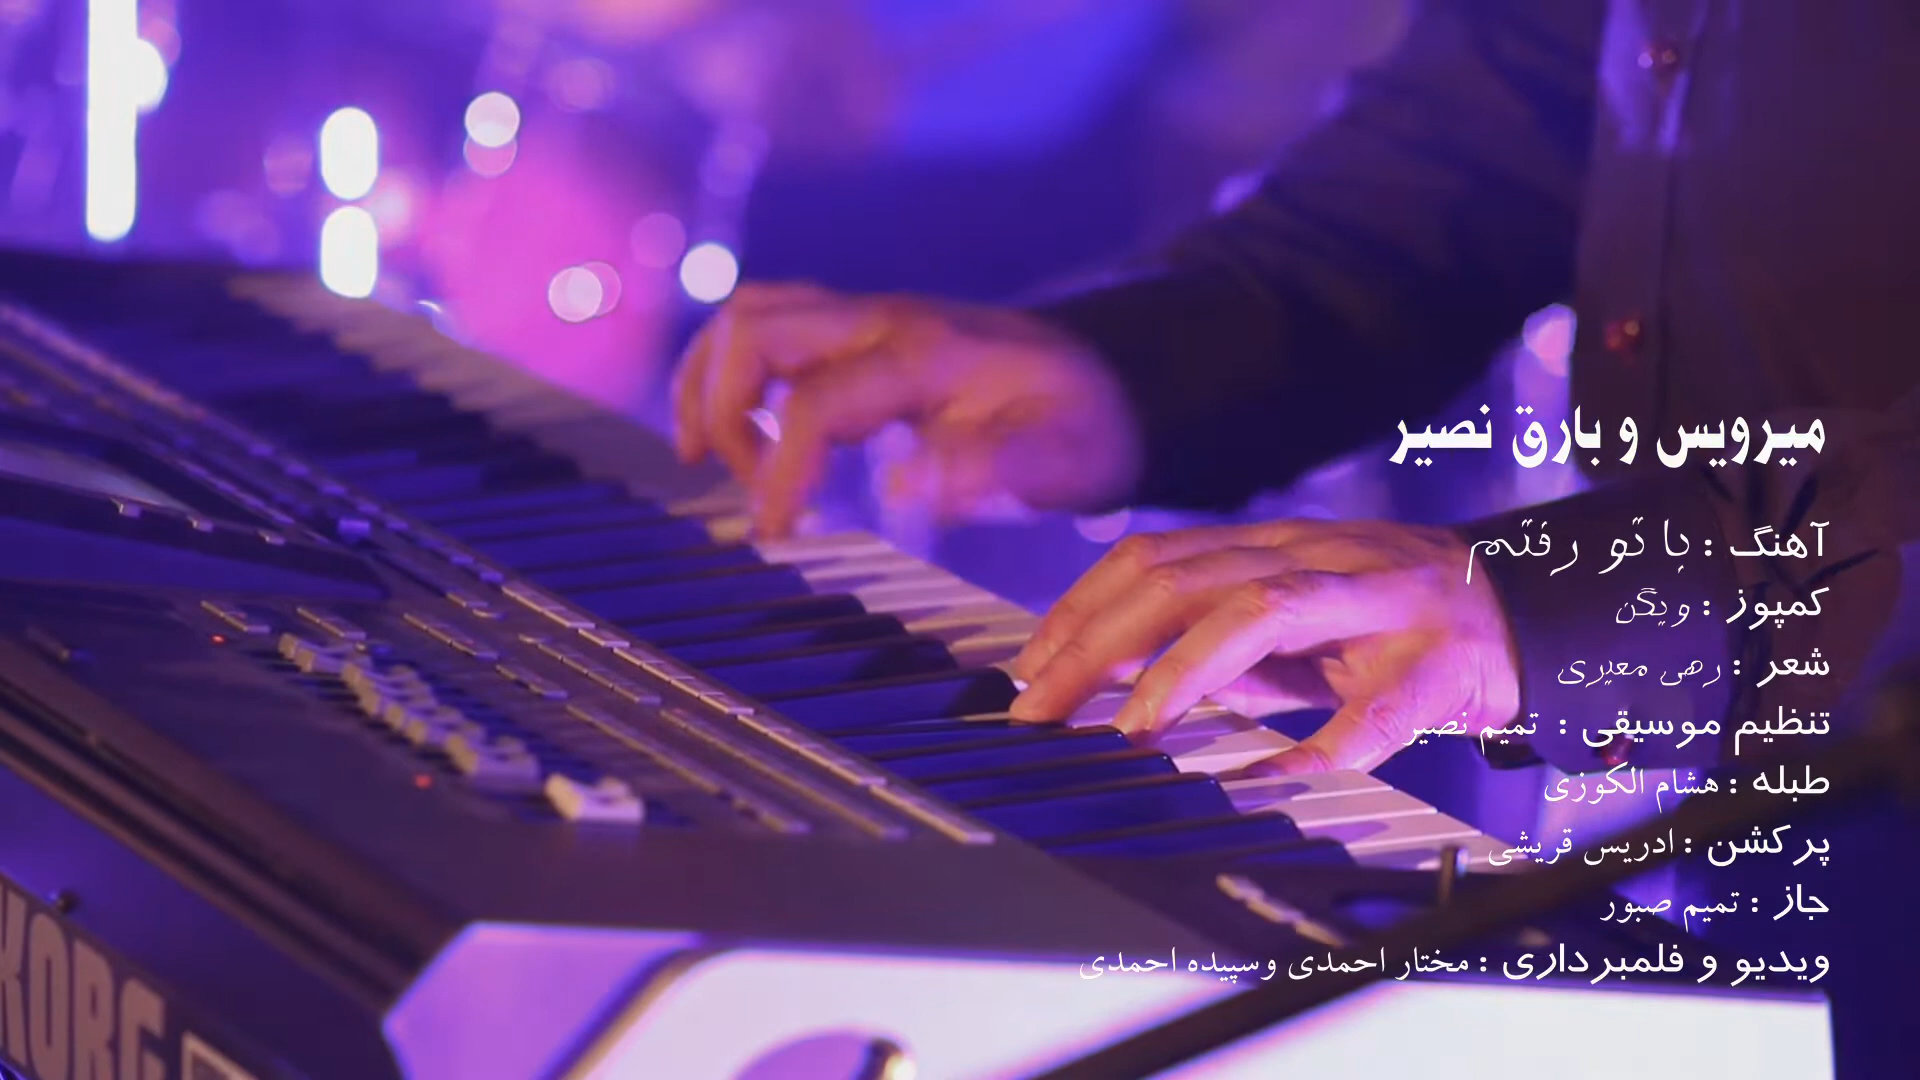 میرویس و بارق نصیر
آهنگ : با تو رفتم
کمپوز : ویگن
شعر : رهی معیری
تنظیم موسیقی : تمیم نصیر
طبله : هشام الکوزی
پرکشن : ادریس قریشی
جاز : تمیم صبور
ویدیو و فلمبرداری : مختار احمدی وسپیده احمدی
KORG